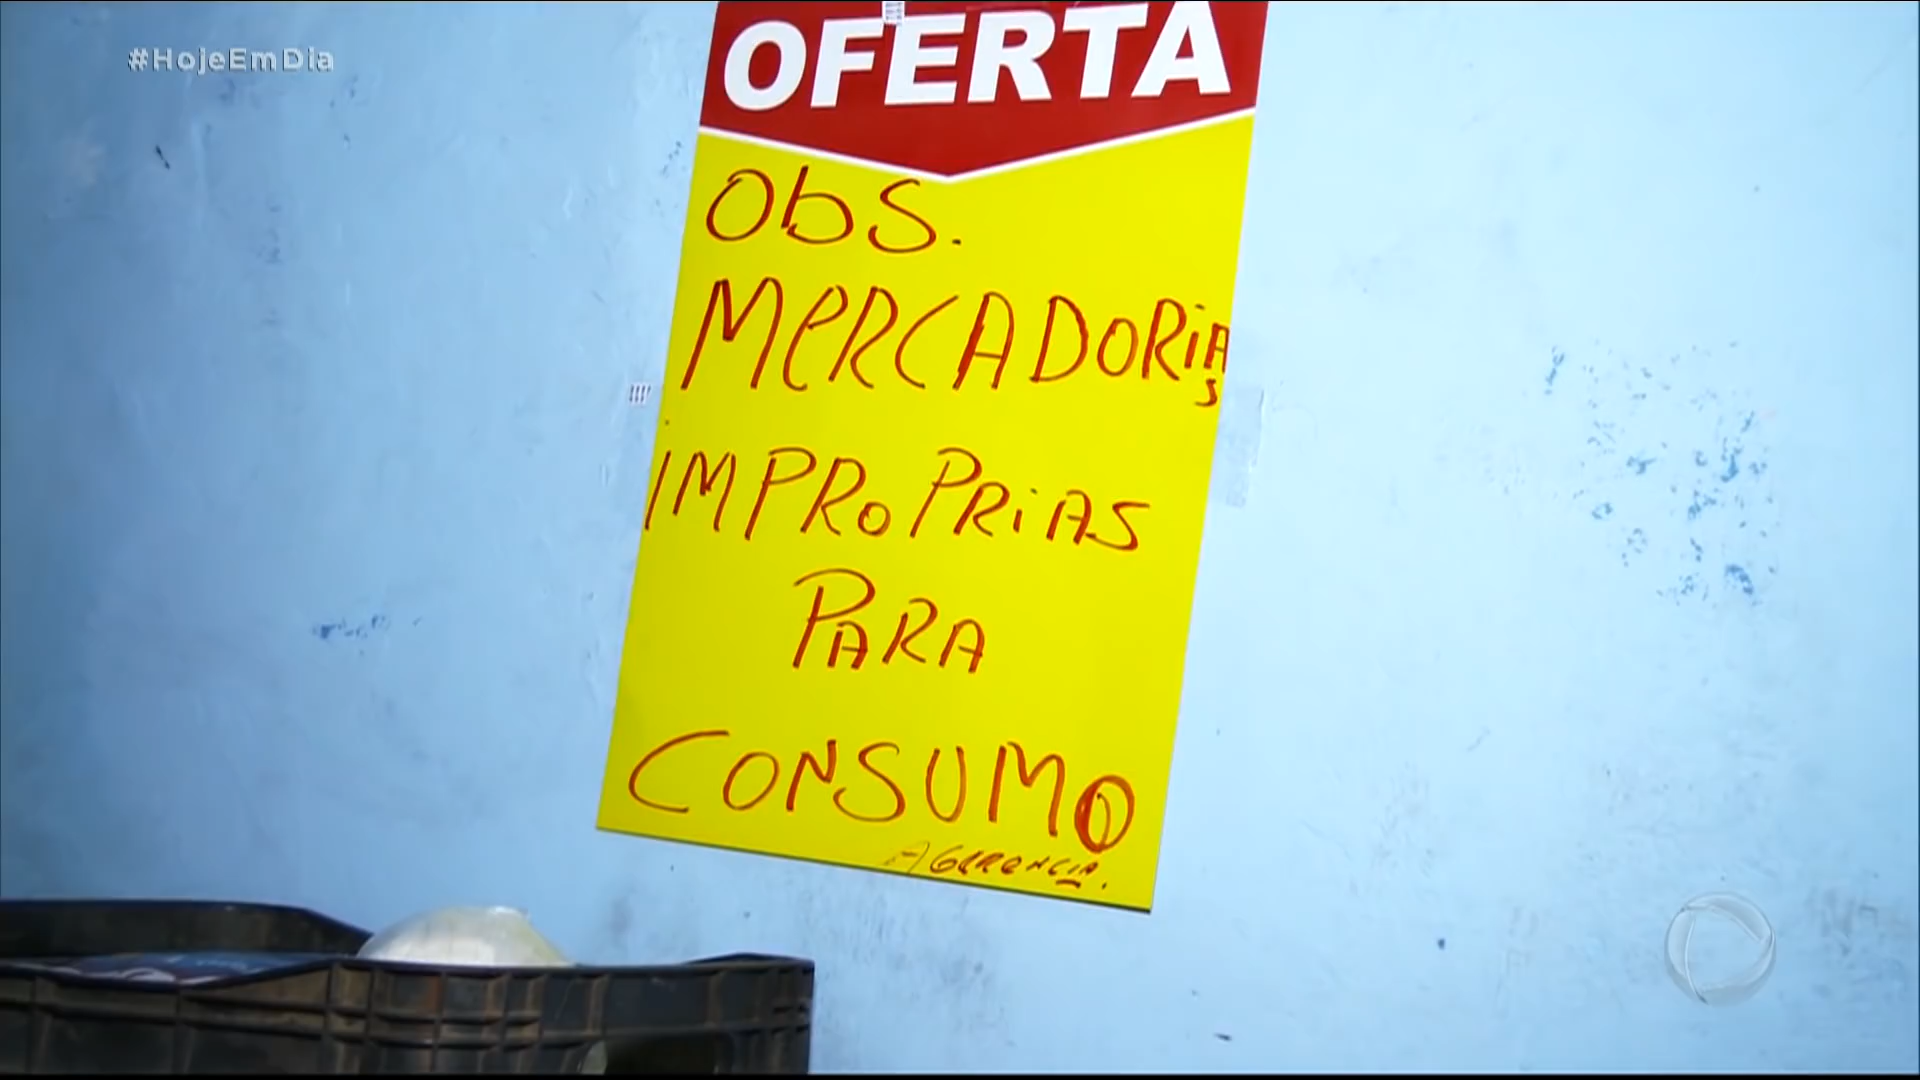 #HojeEmDia
OFERTA
ObS.
MeRCADORiAS
iMPRoPRiAS
PARA
CONSUMO
A GeReNCiA.